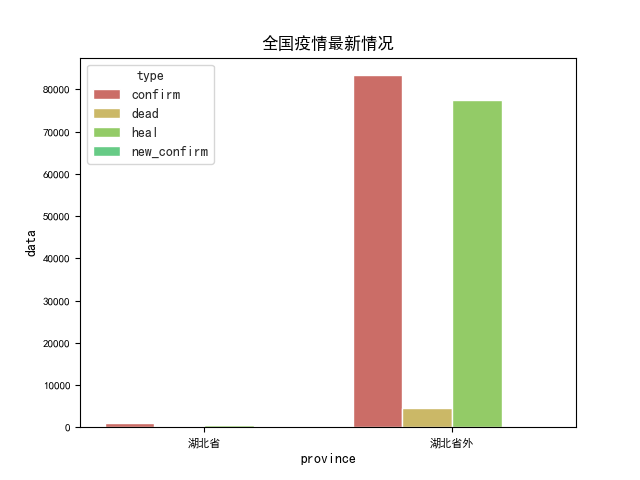 全国疫情最新情况
type
confirm
dead
heal
new_confirm
80000
70000
60000
50000
40000
30000
20000
10000
0
data
湖北省
湖北省外
province